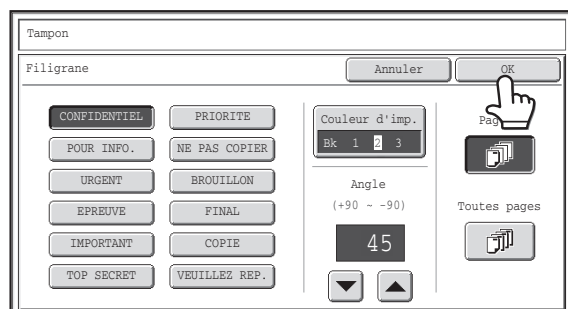 Tampon
Filigrane
Annuler
OK
CONFIDENTIEL
PRIORITE
POUR INFO.
NE PAS COPIER
URGENT
BROUILLON
EPREUVE
FINAL
IMPORTANT
COPIE
TOP SECRET
VEUILLEZ REP.
Couleur d'imp.
Bk 1 2 3
Angle
(+90 ~ -90)
45
Toutes pages